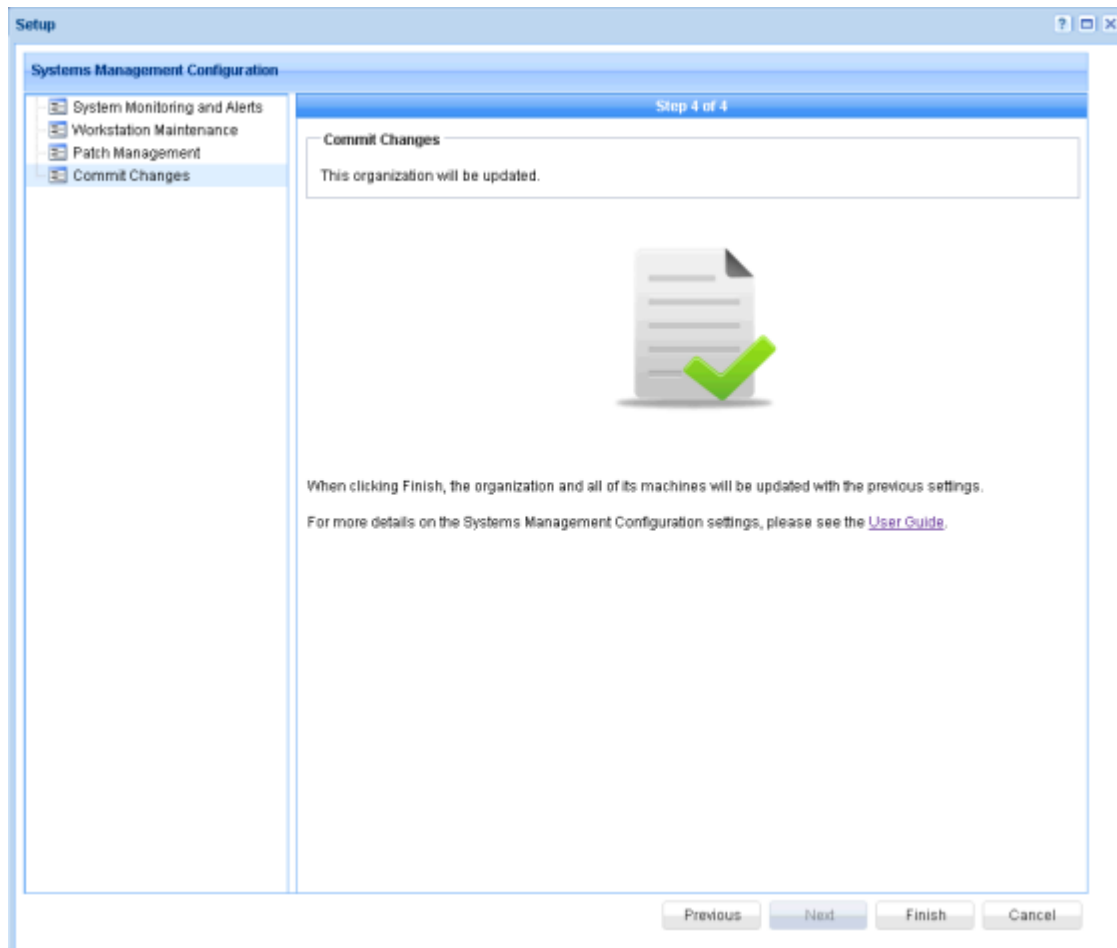 Setup
?
Systems Management Configuration
System Monitoring and Alerts
Workstation Maintenance
Patch Management
Commit Changes
Step 4 of 4
Commit Changes
This organization will be updated.
When clicking Finish, the organization and all of its machines will be updated with the previous settings.
For more details on the Systems Management Configuration settings, please see the User Guide.
Previous
Next
Finish
Cancel